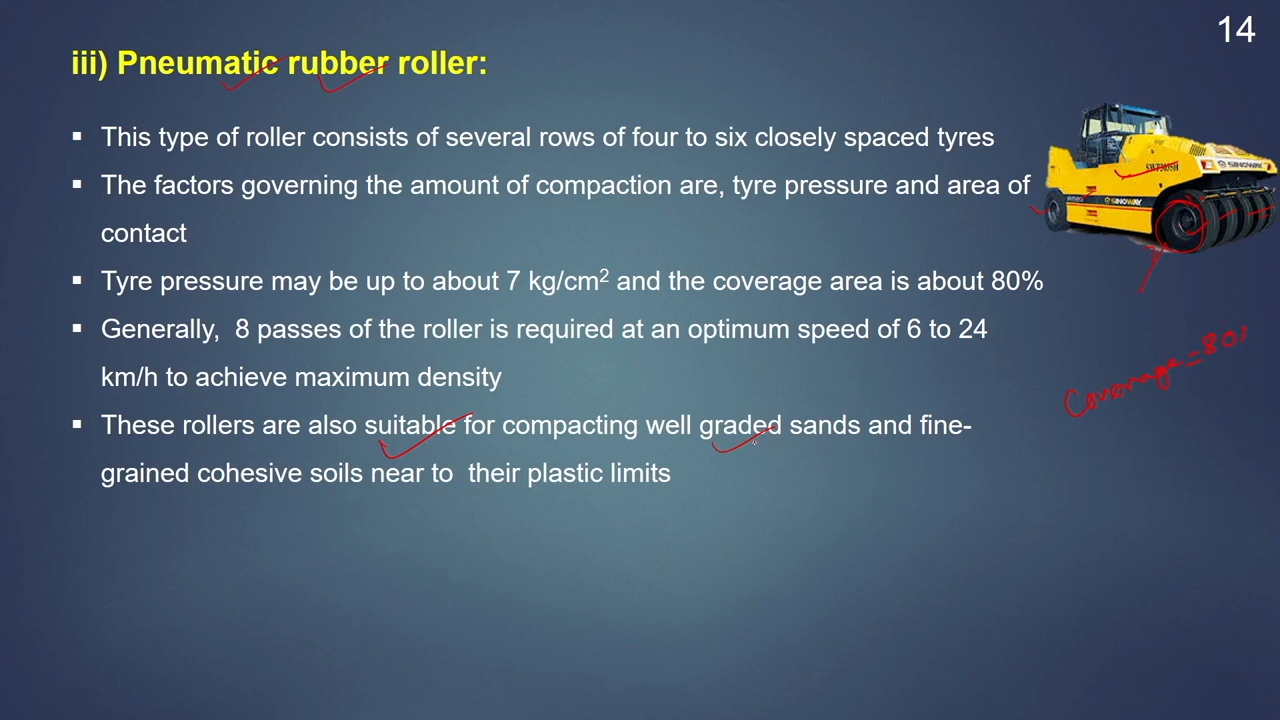 14
iii) Pneumatic rubber roller:
▪ This type of roller consists of several rows of four to six closely spaced tyres
▪ The factors governing the amount of compaction are, tyre pressure and area of
contact
▪ Tyre pressure may be up to about 7 kg/cm² and the coverage area is about 80%
▪ Generally,  8 passes of the roller is required at an optimum speed of 6 to 24
km/h to achieve maximum density
▪ These rollers are also suitable for compacting well graded sands and fine-
grained cohesive soils near to  their plastic limits
SINOWAY
SINOWAY
Coverage = 80%